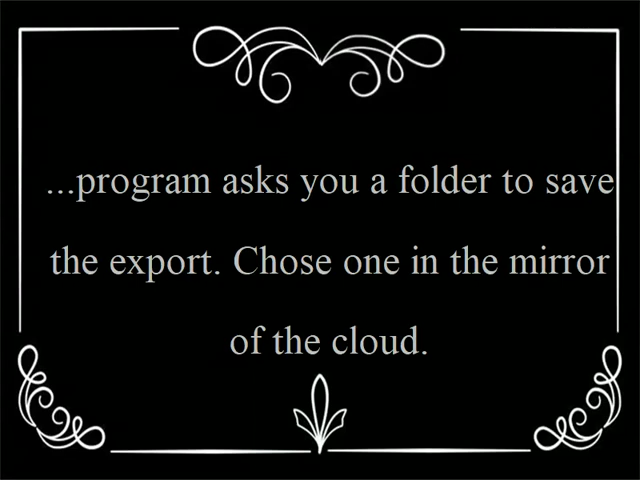 ...program asks you a folder to save
the export. Chose one in the mirror
of the cloud.